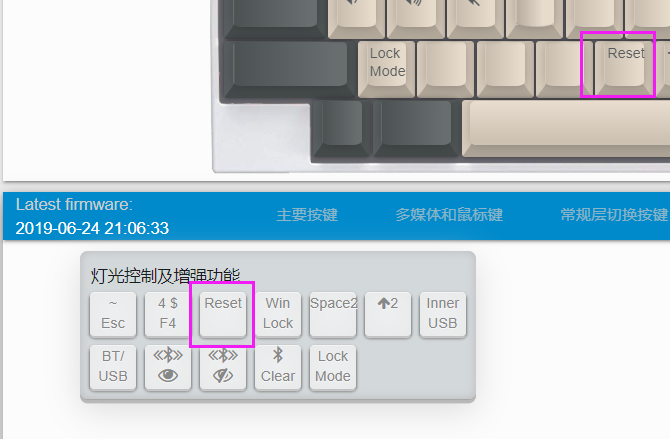 Lock
Mode
Reset
Latest firmware:
2019-06-24 21:06:33
主要按键
多媒体和鼠标键
常规层切换按键
灯光控制及增强功能
~
Esc
4 $
F4
Reset
Win
Lock
Space2
2
Inner
USB
BT/
USB
Clear
Lock
Mode